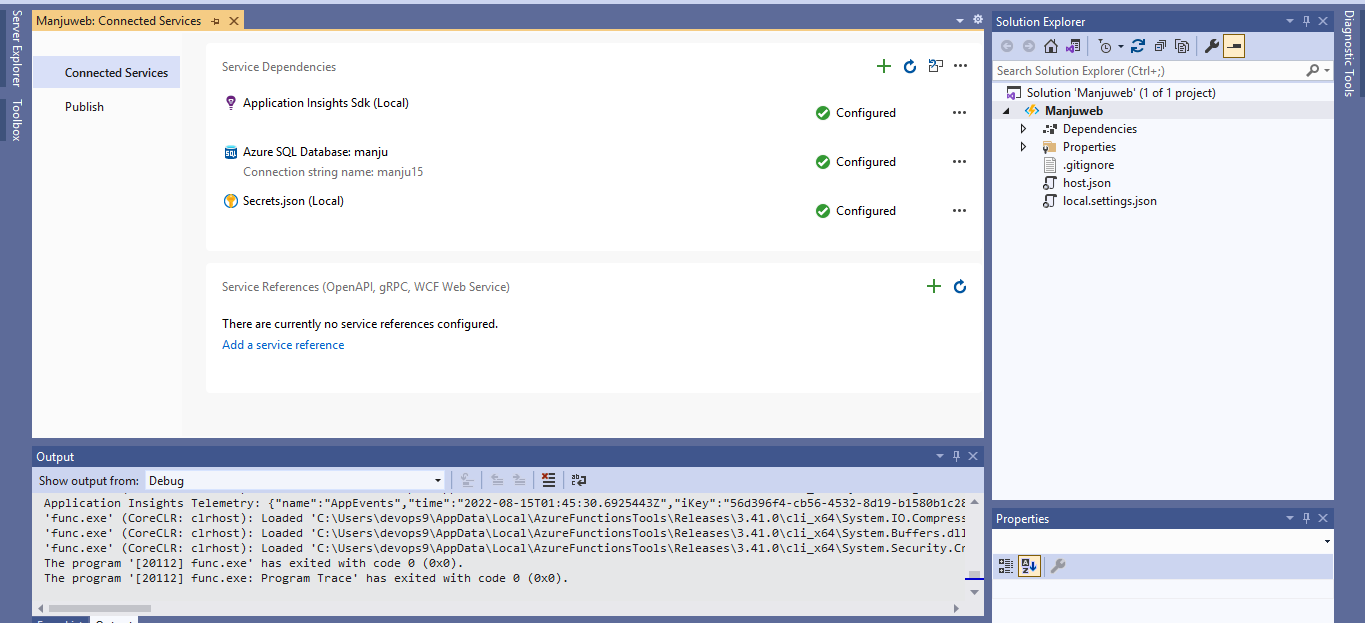 Server Explorer
Toolbox
Manjuweb: Connected Services
Connected Services
Publish
Service Dependencies
Application Insights Sdk (Local)
Configured
Azure SQL Database: manju
Connection string name: manju15
Configured
Secrets.json (Local)
Configured
Service References (OpenAPI, gRPC, WCF Web Service)
There are currently no service references configured.
Add a service reference
Output
Show output from: Debug
Application Insights Telemetry: {"name":"AppEvents","time":"2022-08-15T01:45:30.6925443Z","iKey":"56d396f4-cb56-4532-8d19-b1580b1c28
'func.exe' (CoreCLR: clrhost): Loaded 'C:\Users\devops9\AppData\Local\AzureFunctionsTools\Releases\3.41.0\cli_x64\System.IO.Compress
'func.exe' (CoreCLR: clrhost): Loaded 'C:\Users\devops9\AppData\Local\AzureFunctionsTools\Releases\3.41.0\cli_x64\System.Buffers.dll
'func.exe' (CoreCLR: clrhost): Loaded 'C:\Users\devops9\AppData\Local\AzureFunctionsTools\Releases\3.41.0\cli_x64\System.Security.Cr
The program '[20112] func.exe' has exited with code 0 (0x0).
The program '[20112] func.exe: Program Trace' has exited with code 0 (0x0).
Solution Explorer
Search Solution Explorer (Ctrl+;)
Solution 'Manjuweb' (1 of 1 project)
Manjuweb
Dependencies
Properties
.gitignore
host.json
local.settings.json
Properties
Diagnostic Tools